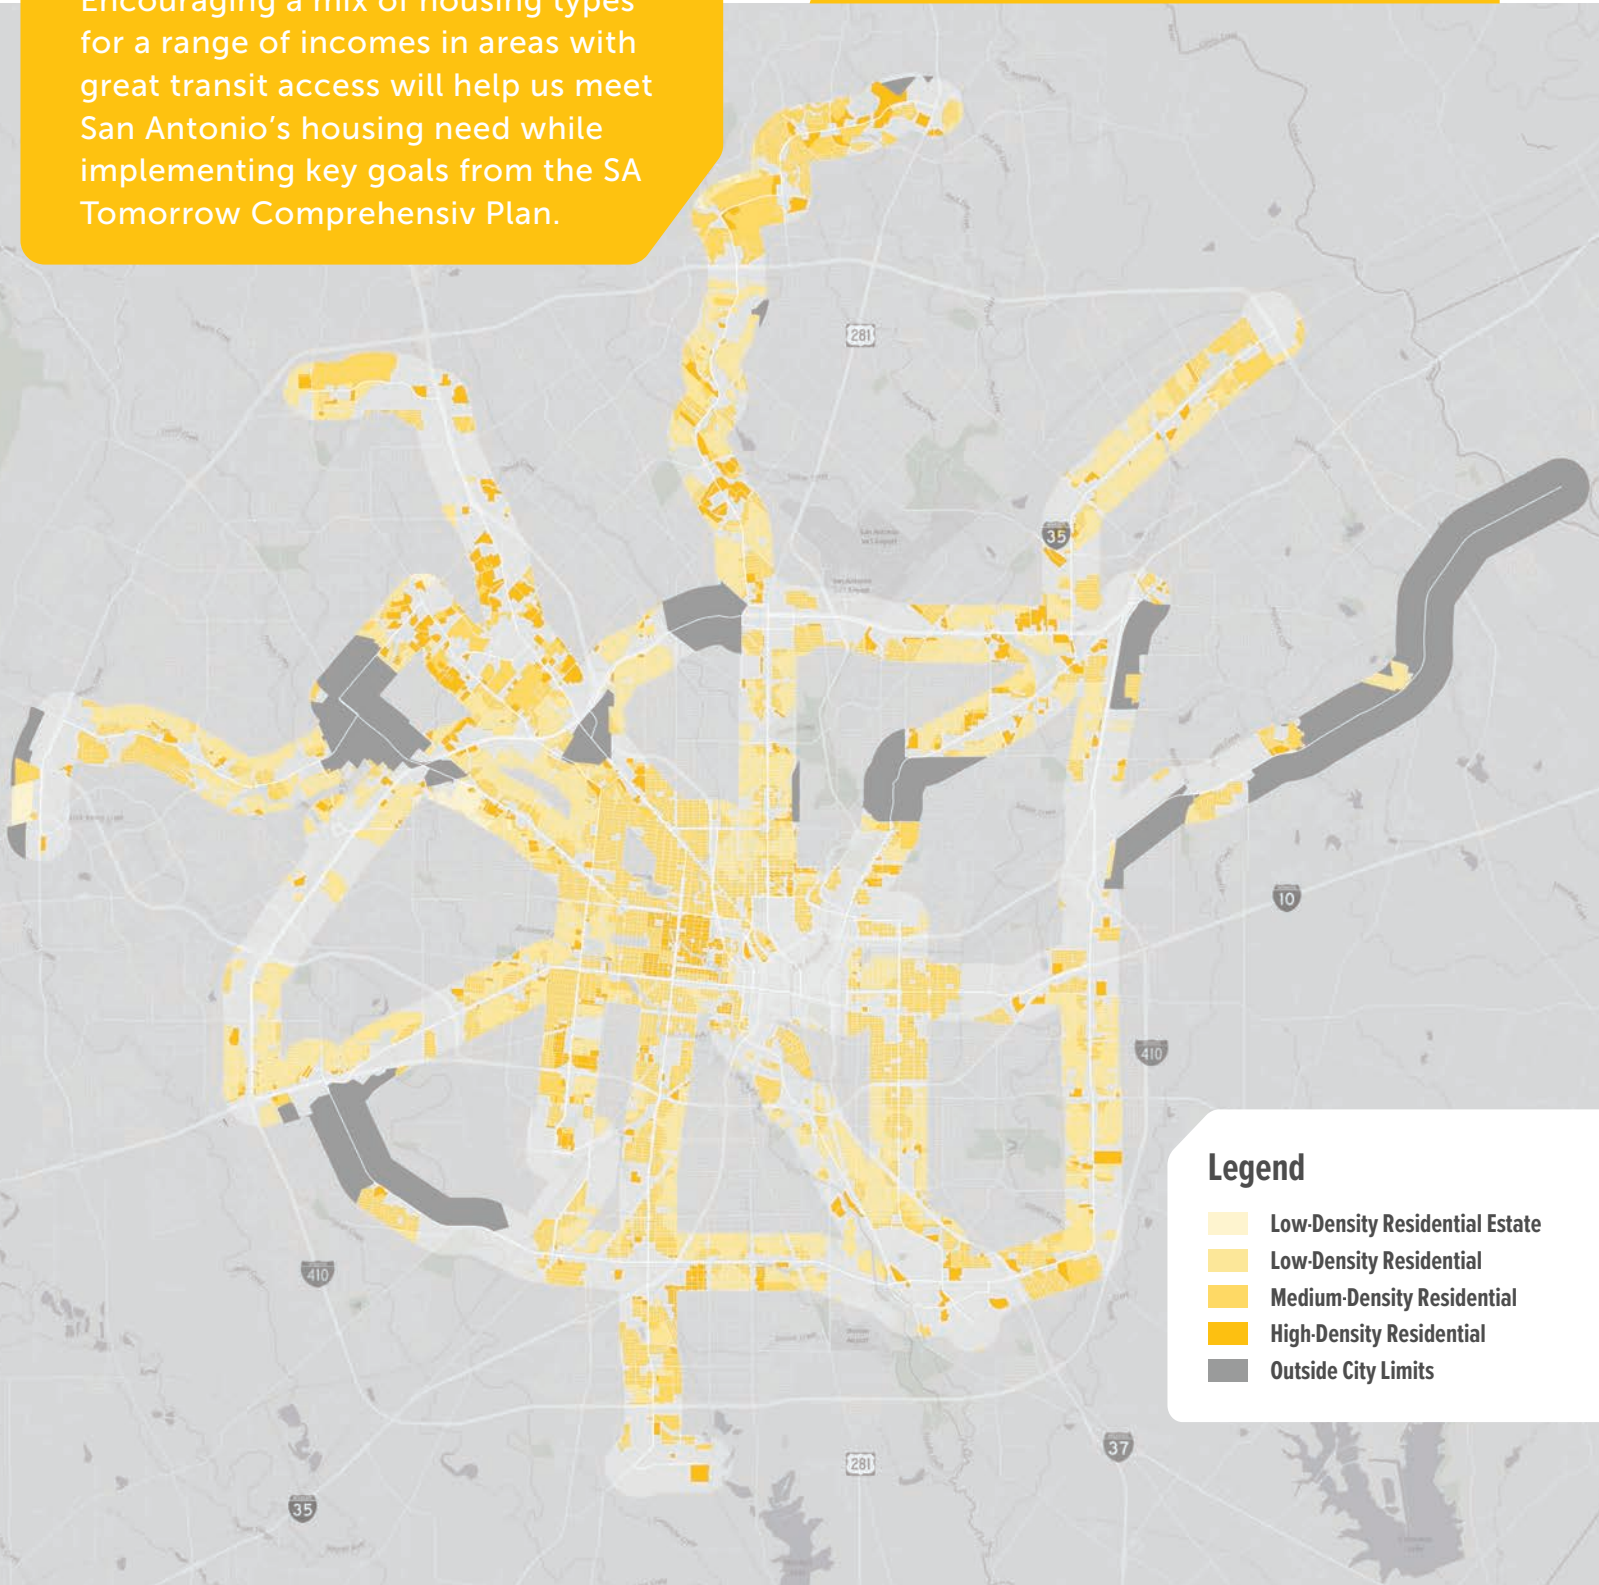 Encouraging a mix of housing types
for a range of incomes in areas with
great transit access will help us meet
San Antonio’s housing need while
implementing key goals from the SA
Tomorrow Comprehensiv Plan.
281
35
10
410
410
37
281
35
Legend
Low-Density Residential Estate
Low-Density Residential
Medium-Density Residential
High-Density Residential
Outside City Limits